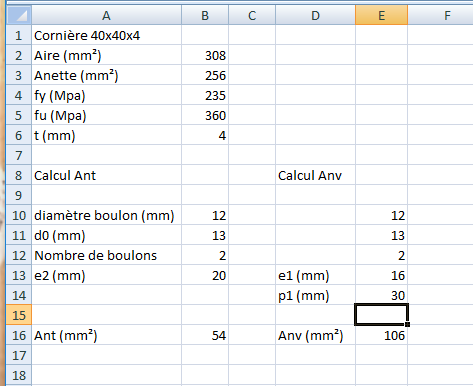 A B C D E F
1 Cornière 40x40x4
2 Aire (mm²) 308
3 Anette (mm²) 256
4 fy (Mpa) 235
5 fu (Mpa) 360
6 t (mm) 4
7
8 Calcul Ant Calcul Anv
9
10 diamètre boulon (mm) 12 12
11 d0 (mm) 13 13
12 Nombre de boulons 2 2
13 e2 (mm) 20 e1 (mm) 16
14 p1 (mm) 30
15
16 Ant (mm²) 54 Anv (mm²) 106
17
18